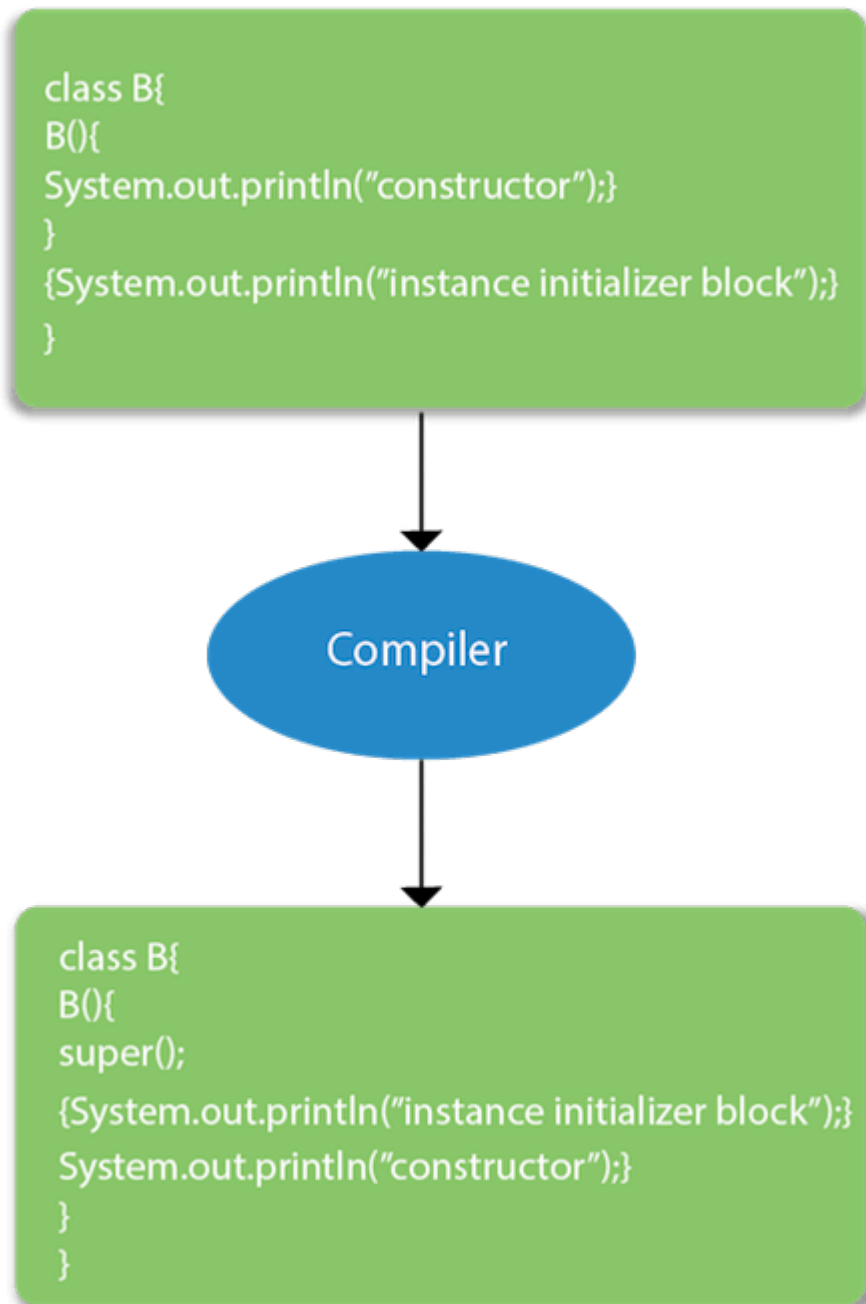 class B{
B(){
System.out.println("constructor");}
}
{System.out.println("instance initializer block");}
}
Compiler
class B{
B(){
super();
{System.out.println("instance initializer block");}
System.out.println("constructor");}
}
}